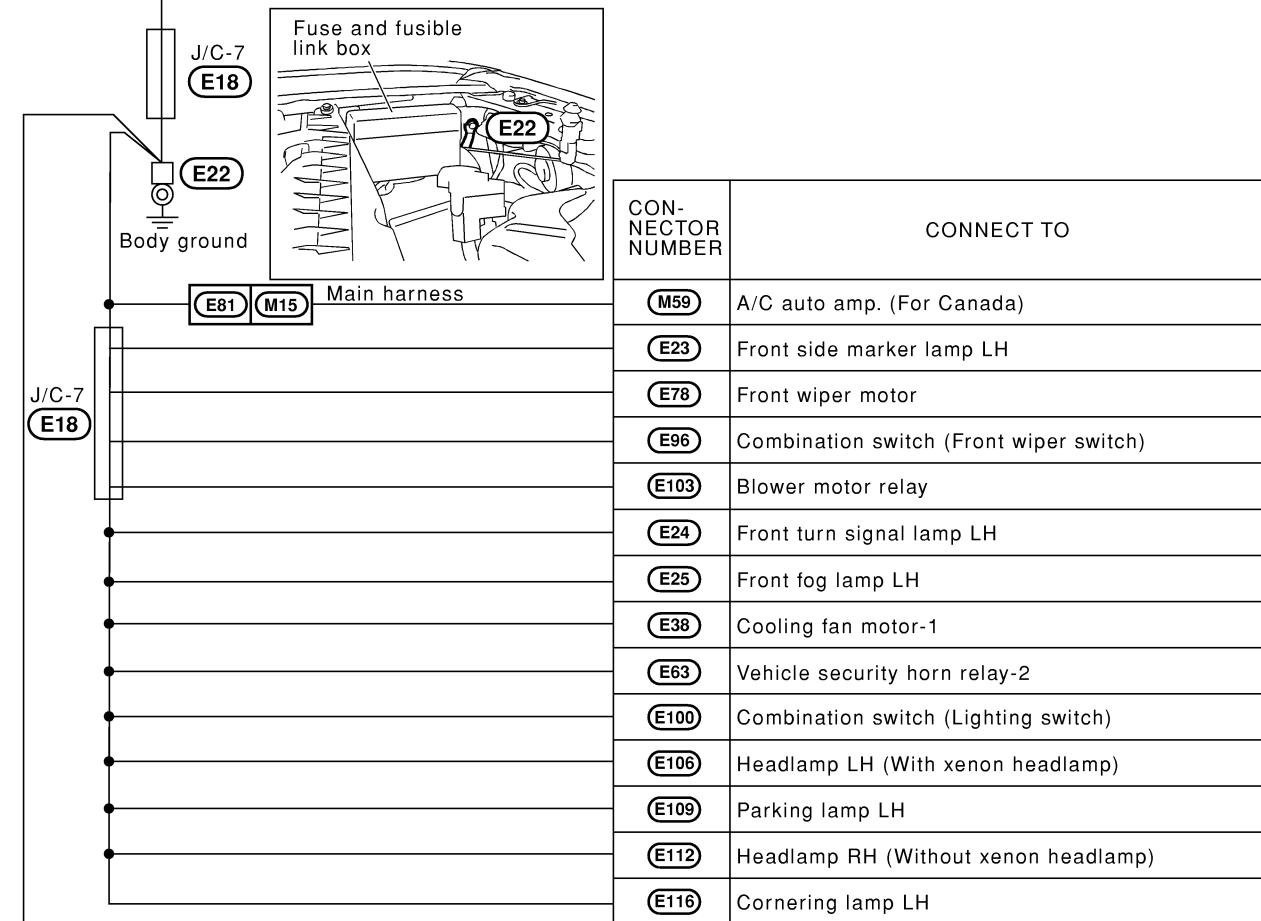 Fuse and fusible
link box
J/C-7
E18
E22
E22
Body ground
CON-
NECTOR
NUMBER
CONNECT TO
E81 M15 Main harness
M59 A/C auto amp. (For Canada)
E23 Front side marker lamp LH
J/C-7
E18
E78 Front wiper motor
E96 Combination switch (Front wiper switch)
E103 Blower motor relay
E24 Front turn signal lamp LH
E25 Front fog lamp LH
E38 Cooling fan motor-1
E63 Vehicle security horn relay-2
E100 Combination switch (Lighting switch)
E106 Headlamp LH (With xenon headlamp)
E109 Parking lamp LH
E112 Headlamp RH (Without xenon headlamp)
E116 Cornering lamp LH